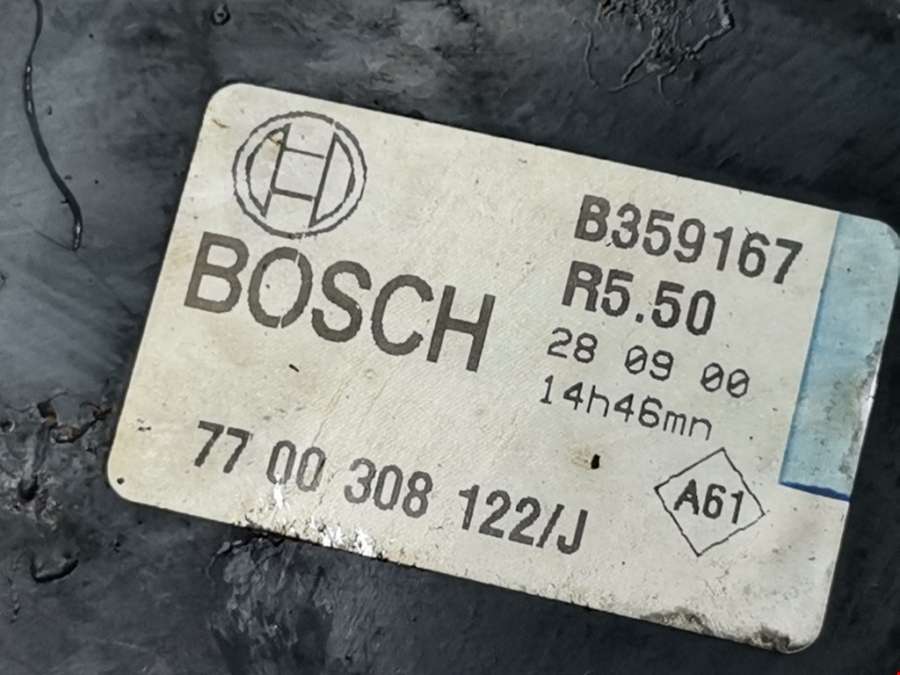 BOSCH
B359167
R5.50
28 09 00
14h46mn
77 00 308 122/J
A61